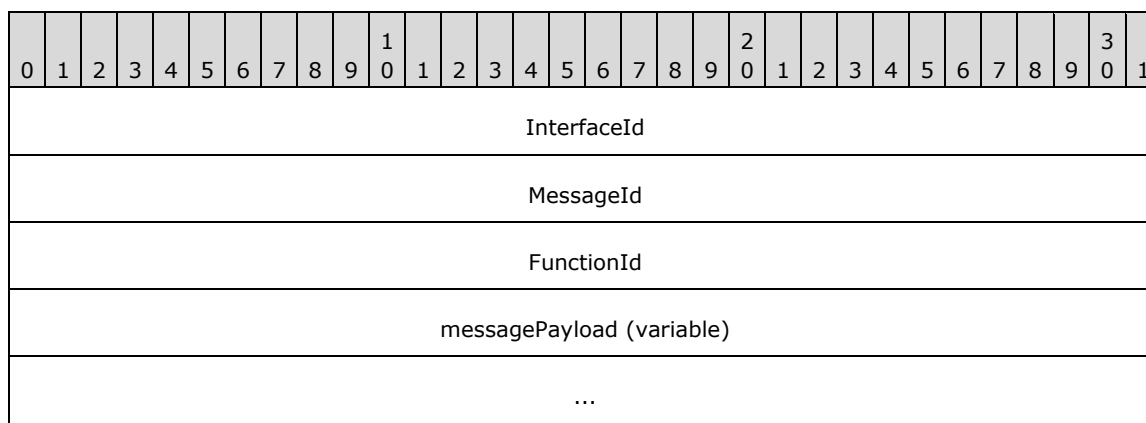 1 2 3
0 1 2 3 4 5 6 7 8 9 0 1 2 3 4 5 6 7 8 9 0 1 2 3 4 5 6 7 8 9 0 1
InterfaceId
MessageId
FunctionId
messagePayload (variable)
...